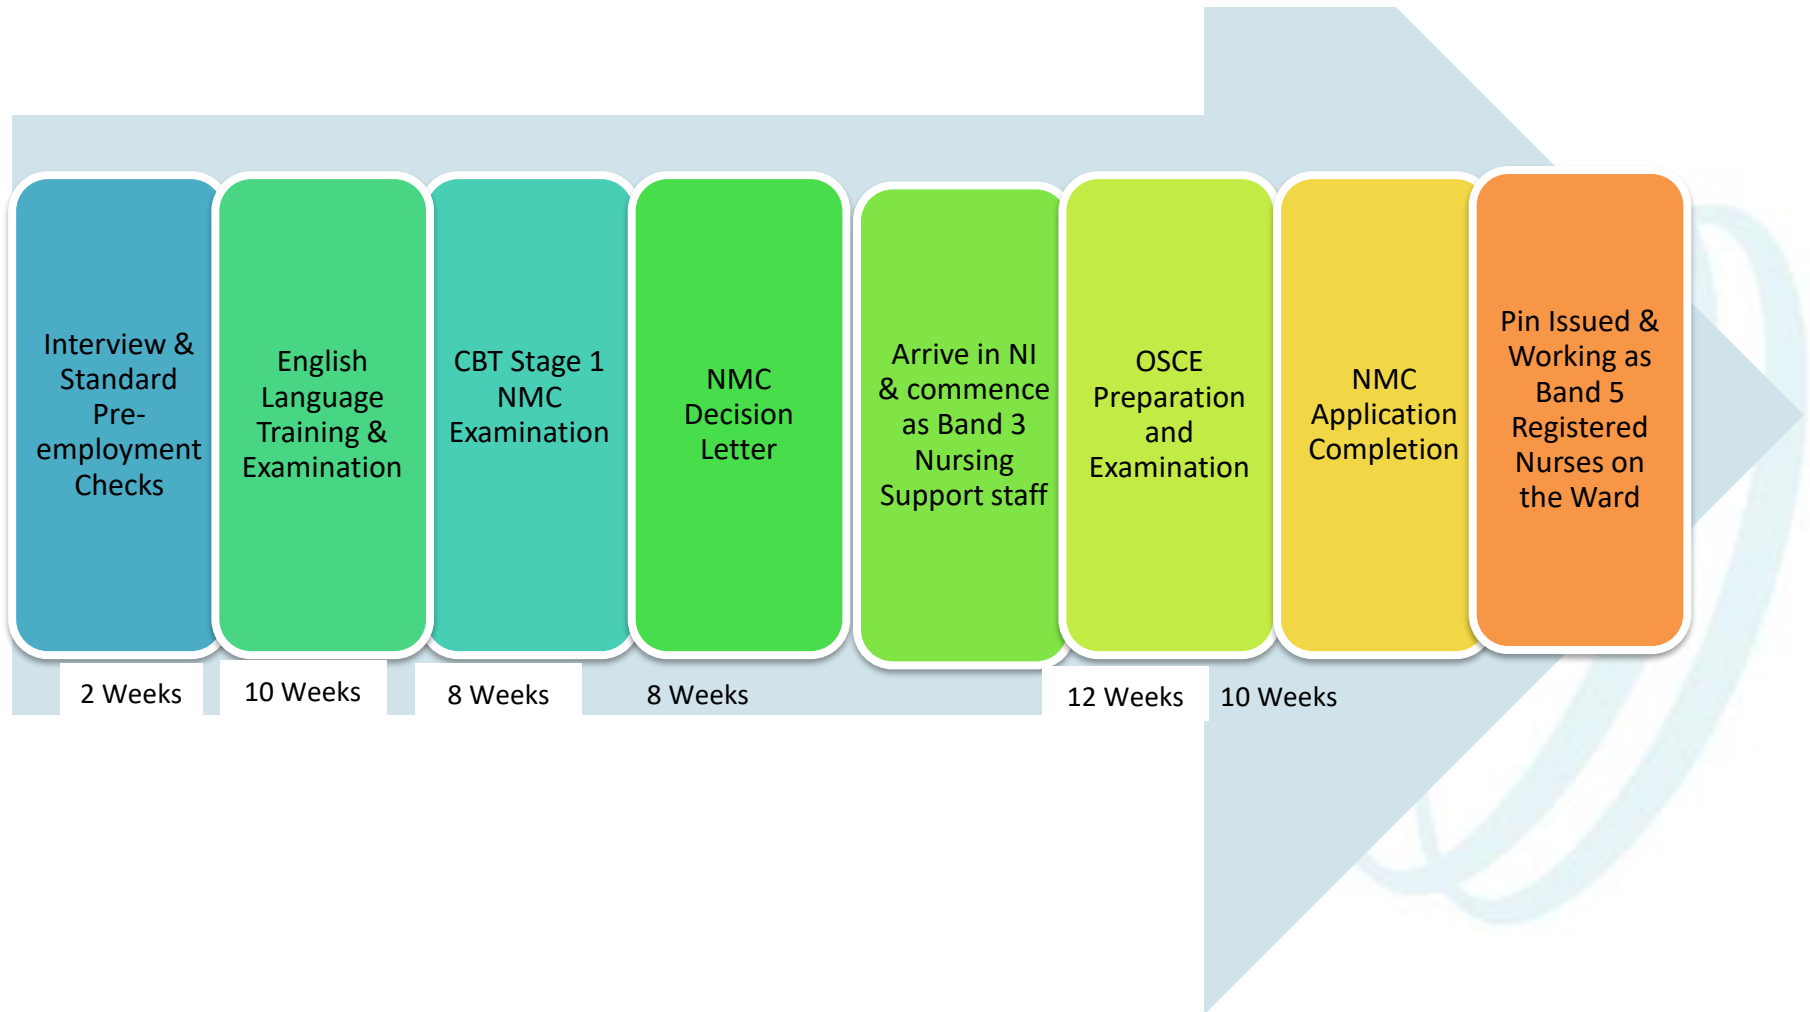 Interview &
Standard
Pre-
employment
Checks
English
Language
Training &
Examination
CBT Stage 1
NMC
Examination
NMC
Decision
Letter
Arrive in NI
& commence
as Band 3
Nursing
Support staff
OSCE
Preparation
and
Examination
NMC
Application
Completion
Pin Issued &
Working as
Band 5
Registered
Nurses on
the Ward
2 Weeks
10 Weeks
8 Weeks
8 Weeks
12 Weeks
10 Weeks